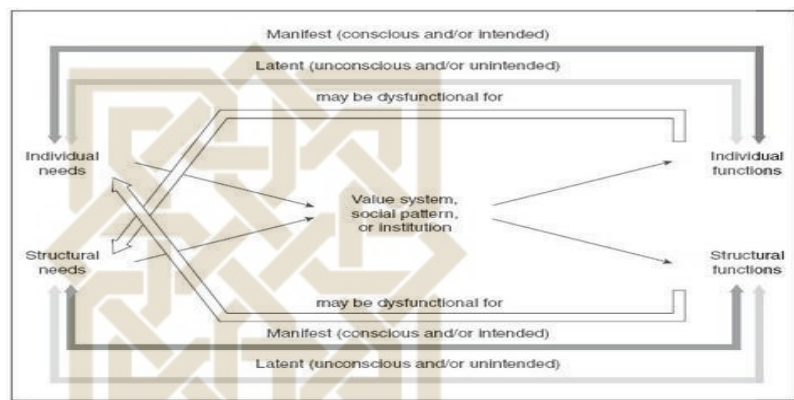 Manifest (conscious and/or intended)
Latent (unconscious and/or unintended)
may be dysfunctional for
Individual
needs
Individual
functions
Value system,
social pattern,
or institution
Structural
needs
Structural
functions
may be dysfunctional for
Manifest (conscious and/or intended)
Latent (unconscious and/or unintended)